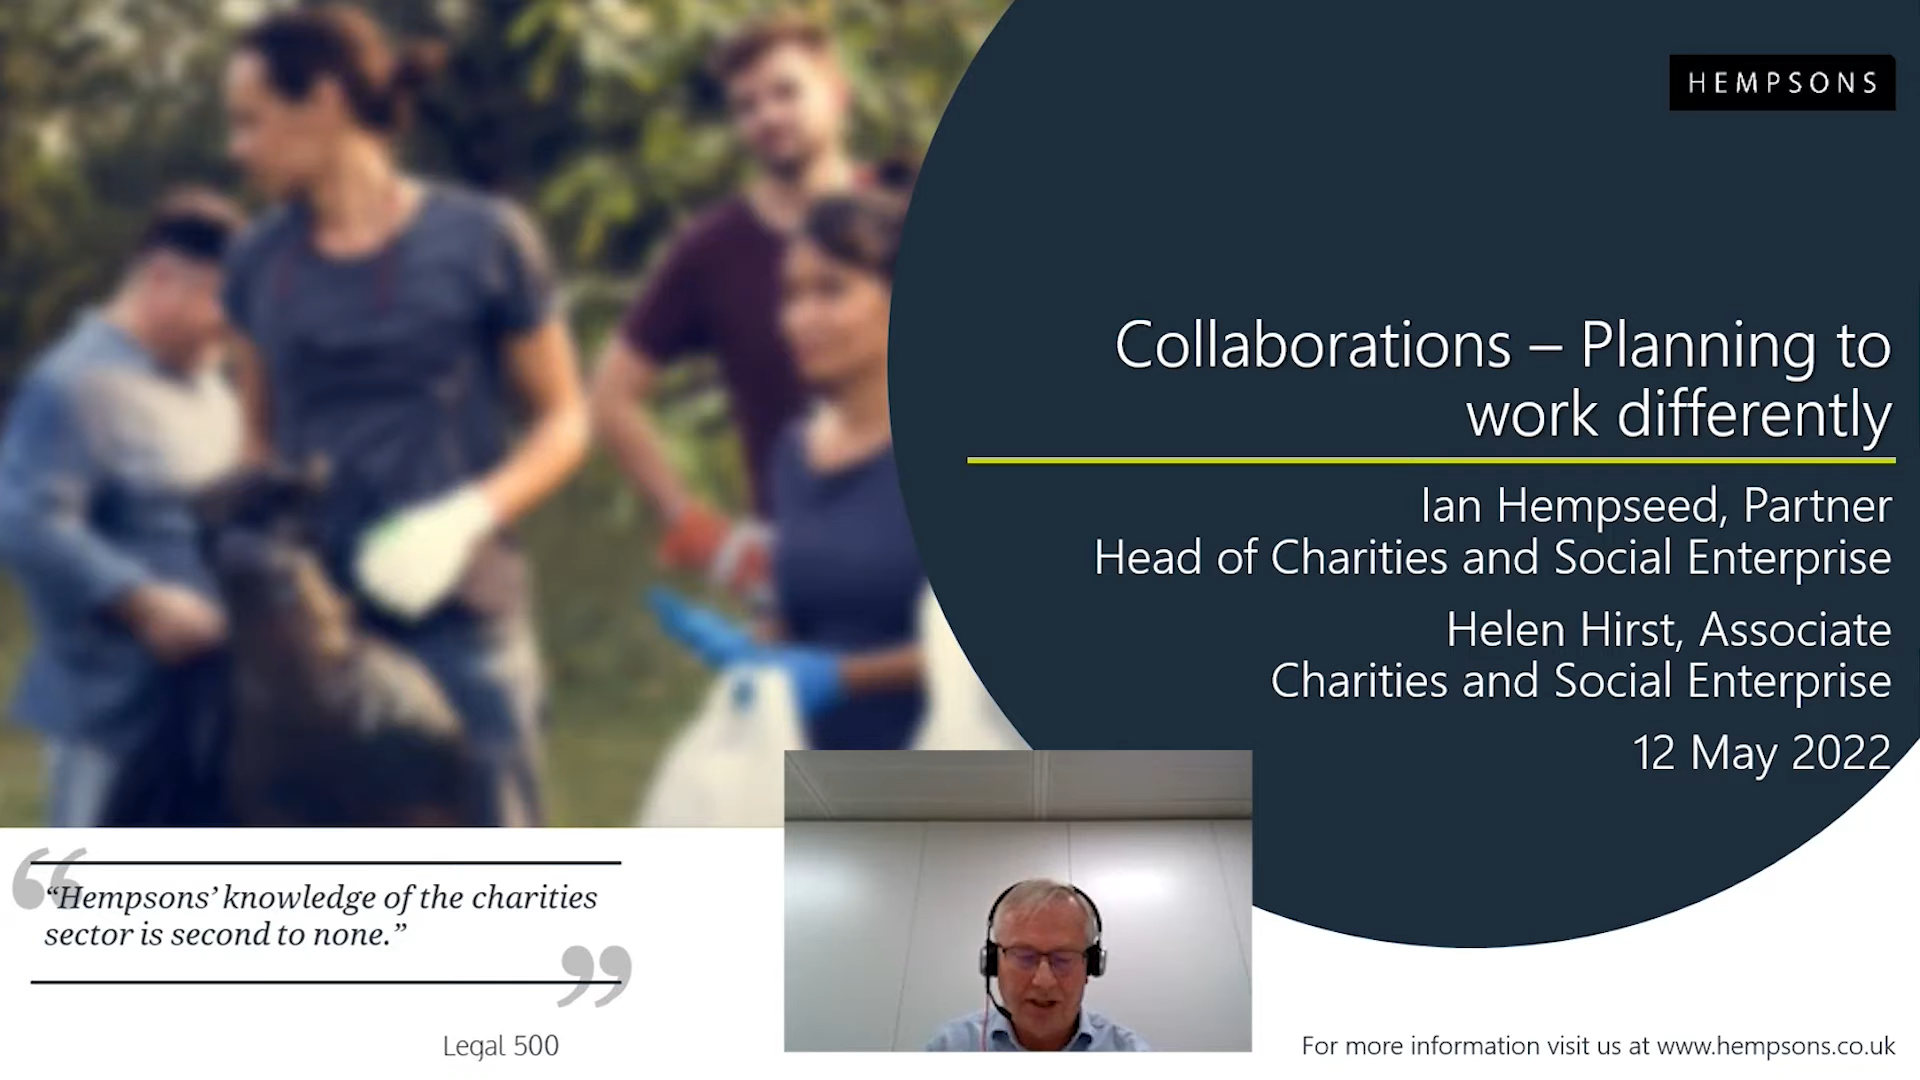 HEMPSONS
Collaborations – Planning to
work differently
Ian Hempseed, Partner
Head of Charities and Social Enterprise
Helen Hirst, Associate
Charities and Social Enterprise
12 May 2022
“Hempsons’ knowledge of the charities
sector is second to none.”
Legal 500
For more information visit us at www.hempsons.co.uk